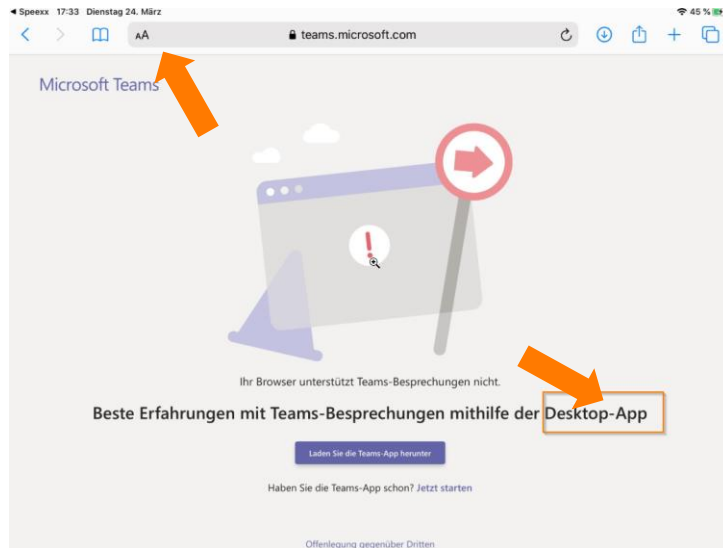 Speexx 17:33 Dienstag 24. März 45 %
AA teams.microsoft.com
Microsoft Teams
!
Ihr Browser unterstützt Teams-Besprechungen nicht.
Beste Erfahrungen mit Teams-Besprechungen mithilfe der Desktop-App
Laden Sie die Teams-App herunter
Haben Sie die Teams-App schon? Jetzt starten
Offenlegung gegenüber Dritten